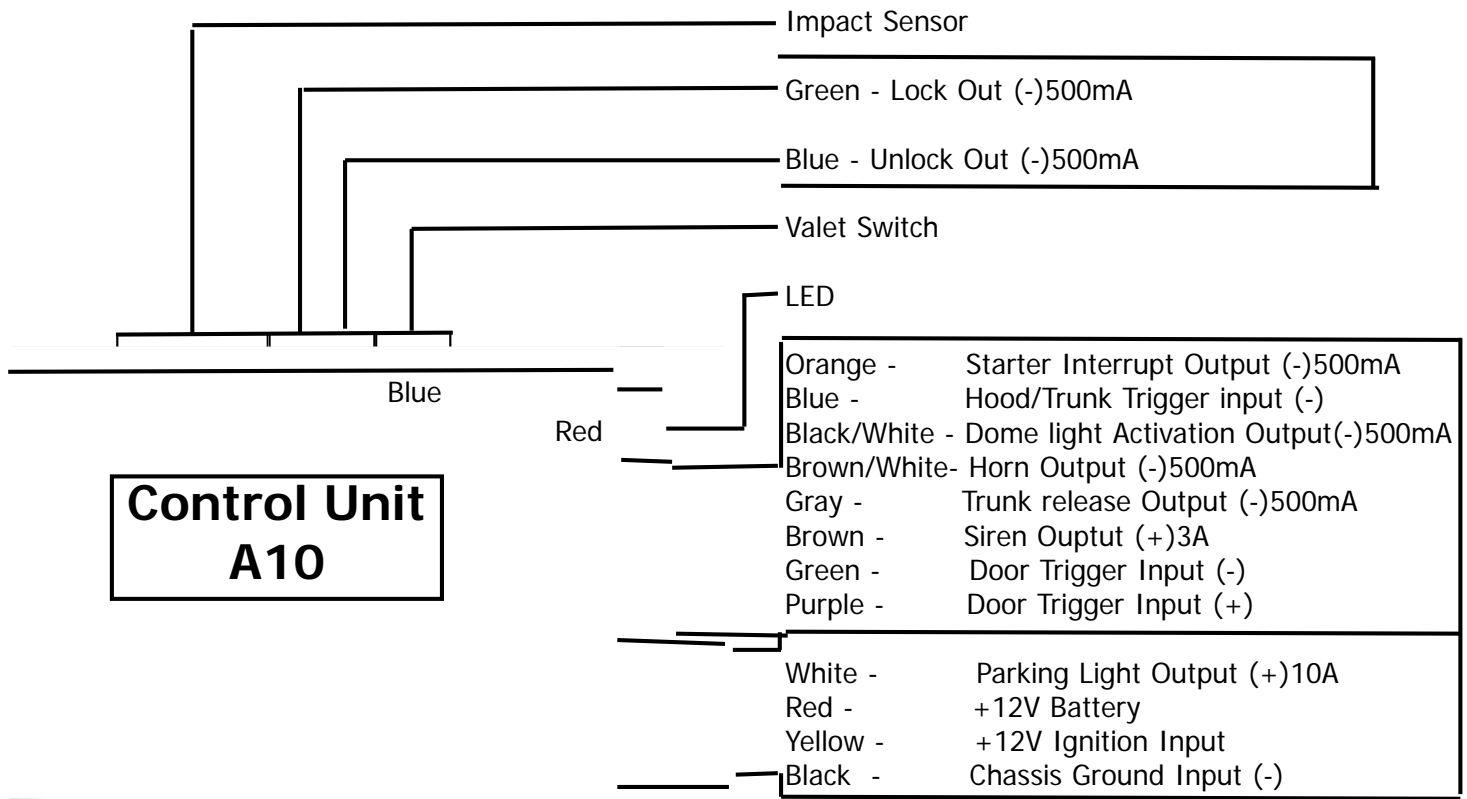 Impact Sensor
Green - Lock Out (-)500mA
Blue - Unlock Out (-)500mA
Valet Switch
LED
Blue
Red
Control Unit
A10
Orange - Starter Interrupt Output (-)500mA
Blue - Hood/Trunk Trigger input (-)
Black/White - Dome light Activation Output(-)500mA
Brown/White- Horn Output (-)500mA
Gray - Trunk release Output (-)500mA
Brown - Siren Ouptut (+)3A
Green - Door Trigger Input (-)
Purple - Door Trigger Input (+)
White - Parking Light Output (+)10A
Red - +12V Battery
Yellow - +12V Ignition Input
Black - Chassis Ground Input (-)